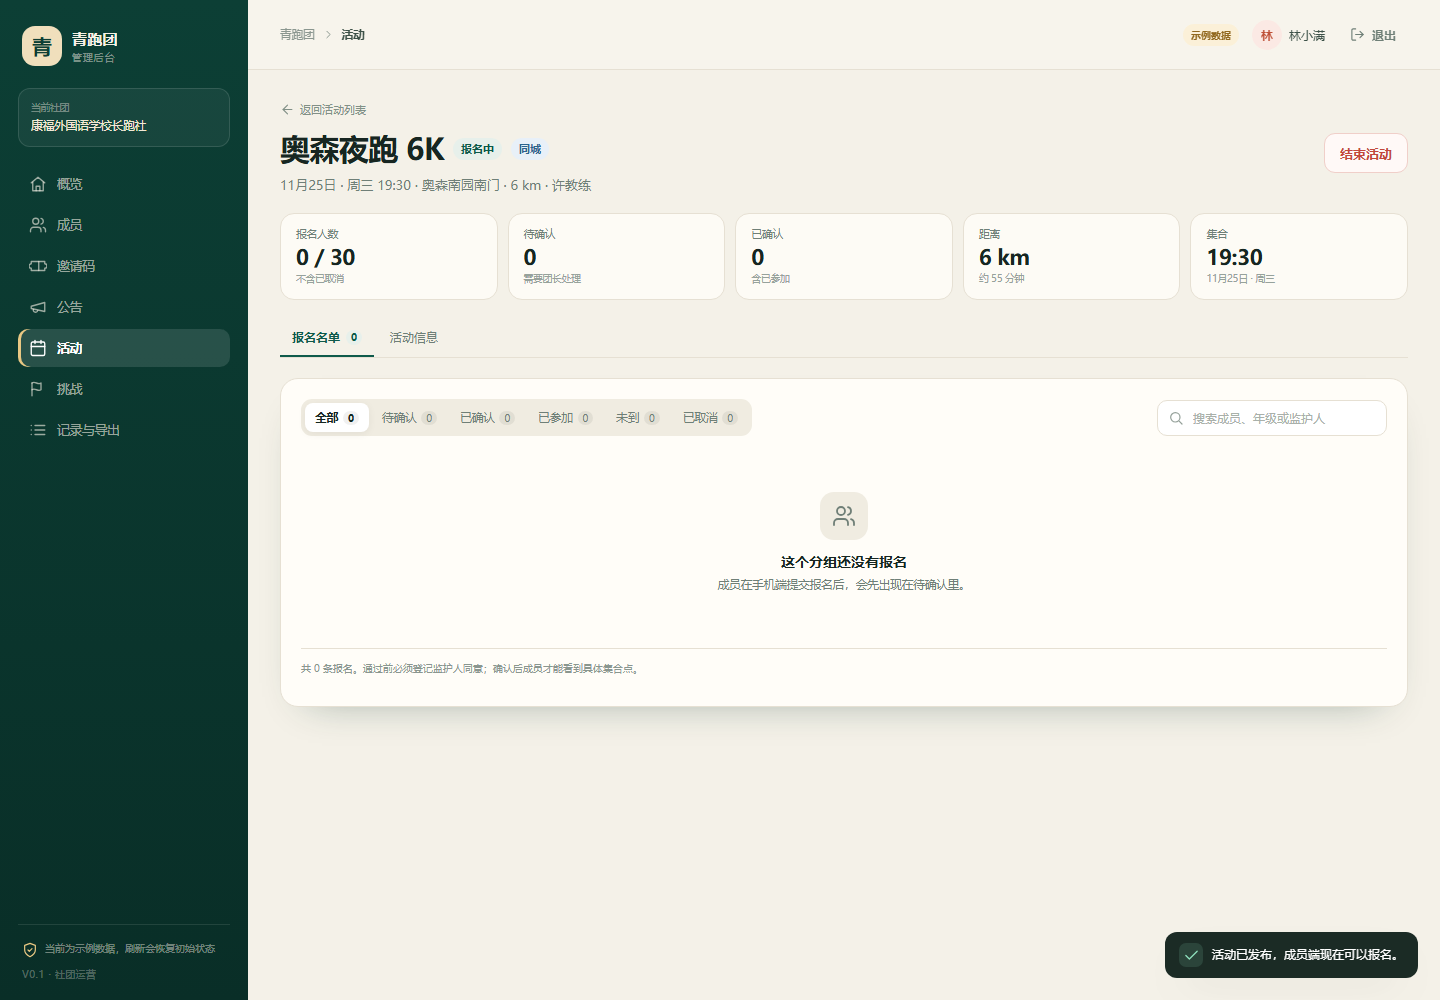 青
青跑团
管理后台
当前社团
康福外国语学校长跑社
概览
成员
邀请码
公告
活动
挑战
记录与导出
当前为示例数据，刷新会恢复初始状态
V0.1 · 社团运营
青跑团 > 活动
示例数据
林 林小满
退出
返回活动列表
奥森夜跑 6K 报名中 同城
11月25日 · 周三 19:30 · 奥森南园南门 · 6 km · 许教练
结束活动
报名人数
0 / 30
不含已取消
待确认
0
需要团长处理
已确认
0
含已参加
距离
6 km
约 55 分钟
集合
19:30
11月25日 · 周三
报名名单 0 活动信息
全部 0 待确认 0 已确认 0 已参加 0 未到 0 已取消 0
搜索成员、年级或监护人
这个分组还没有报名
成员在手机端提交报名后，会先出现在待确认里。
共 0 条报名。通过前必须登记监护人同意；确认后成员才能看到具体集合点。
活动已发布，成员端现在可以报名。